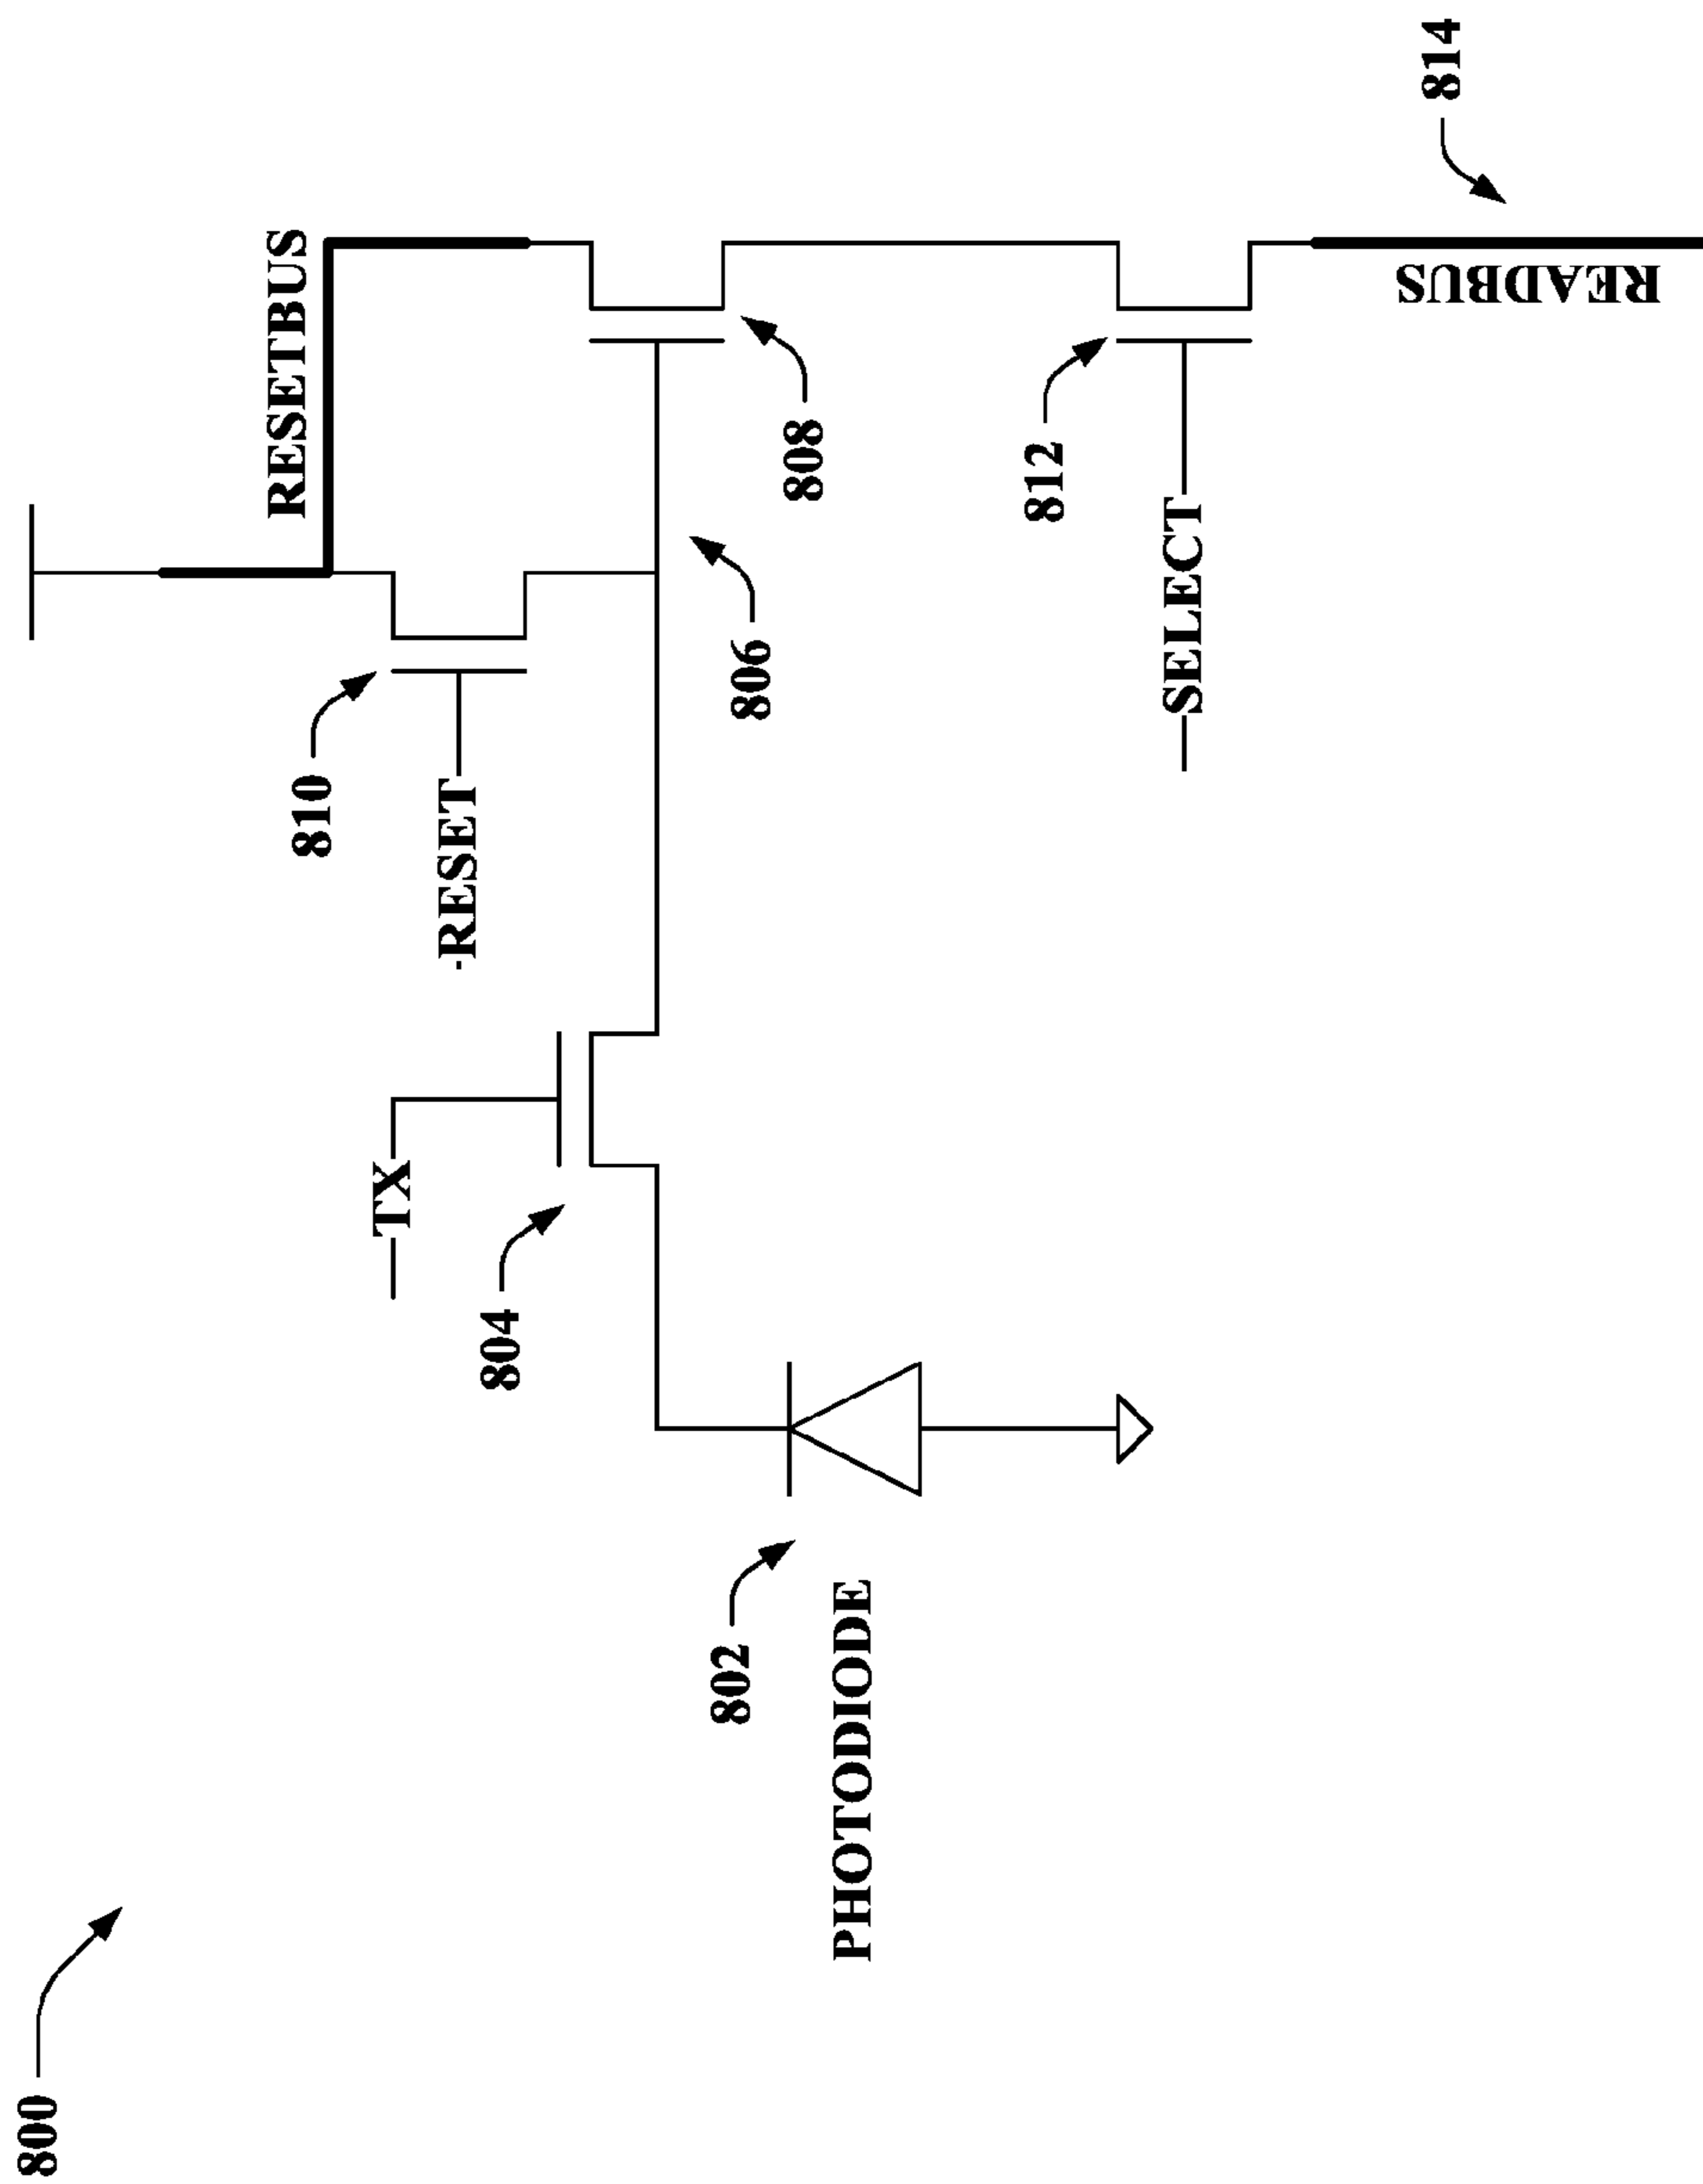 800
802
PHOTODIODE
804
TX
810
RESET
806
RESETBUS
808
812
SELECT
814
READBUS